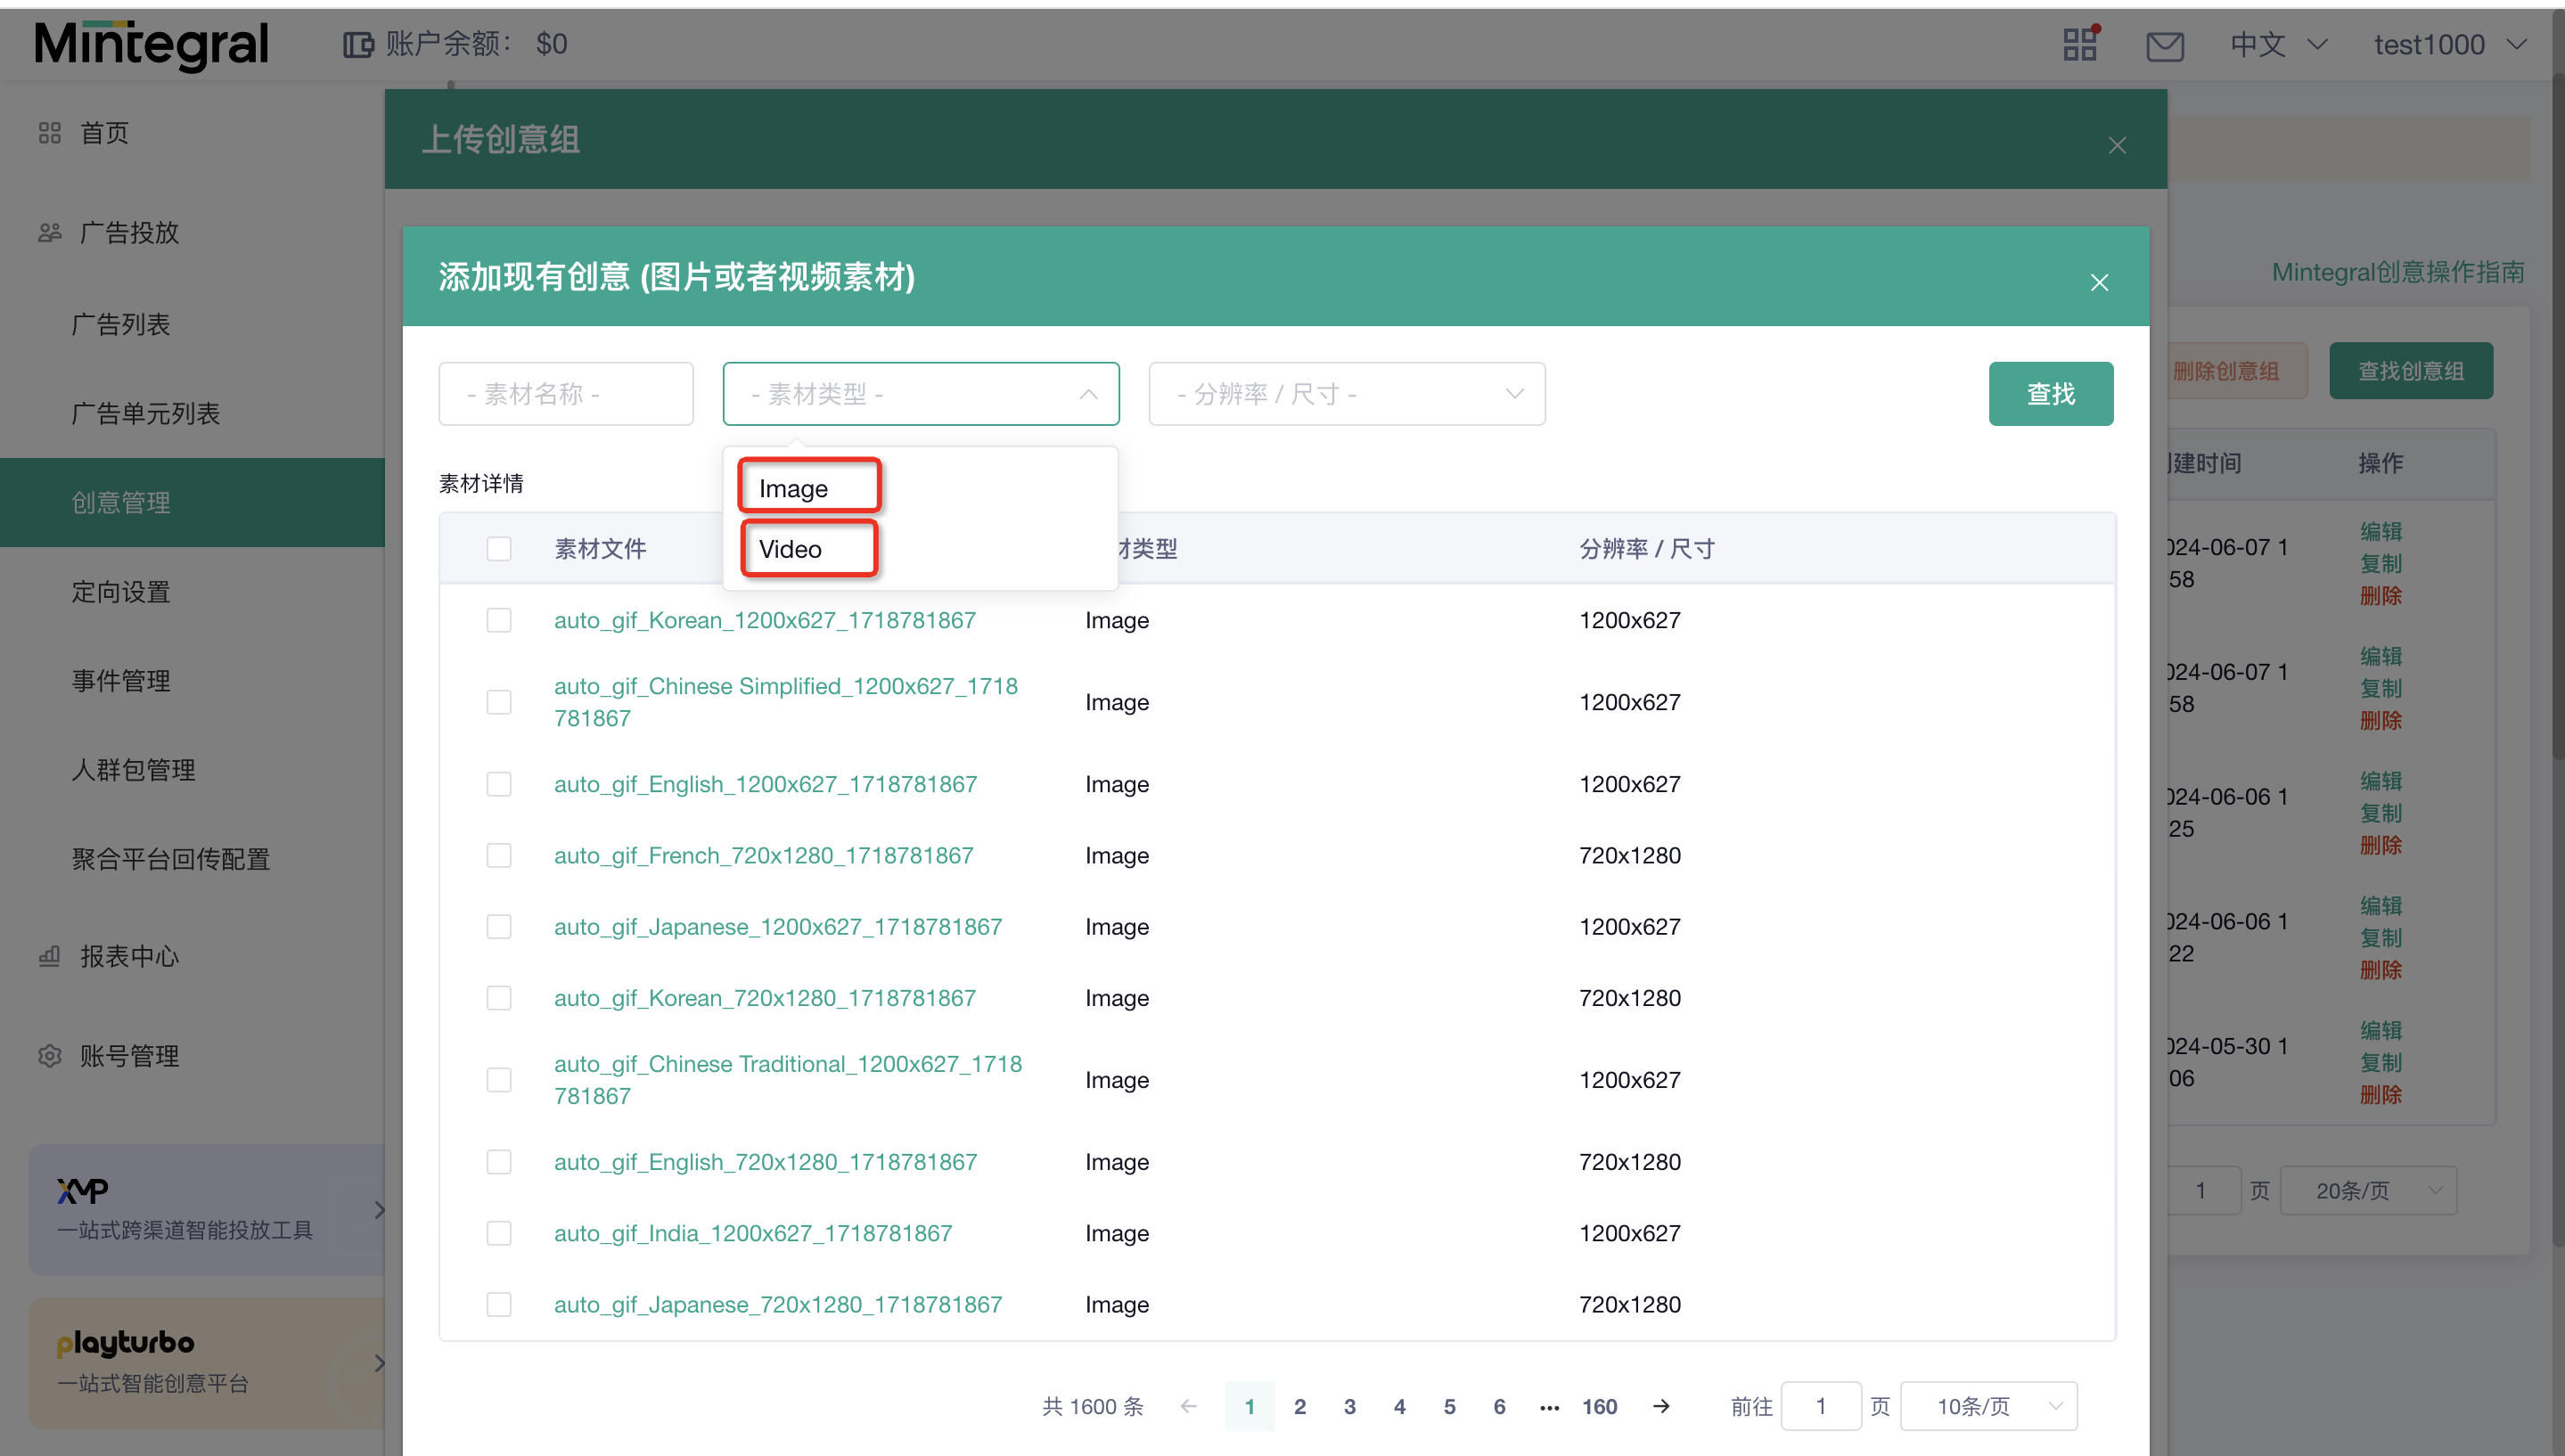 Mintegral
账户余额： $0
中文
test1000
首页
广告投放
广告列表
广告单元列表
创意管理
定向设置
事件管理
人群包管理
聚合平台回传配置
报表中心
账号管理
XMP
一站式跨渠道智能投放工具
playturbo
一站式智能创意平台
上传创意组
添加现有创意 (图片或者视频素材)
- 素材名称 -
- 素材类型 -
- 分辨率 / 尺寸 -
查找
Image
Video
素材详情
素材文件
材类型
分辨率 / 尺寸
auto_gif_Korean_1200x627_1718781867
Image
1200x627
auto_gif_Chinese Simplified_1200x627_1718
781867
Image
1200x627
auto_gif_English_1200x627_1718781867
Image
1200x627
auto_gif_French_720x1280_1718781867
Image
720x1280
auto_gif_Japanese_1200x627_1718781867
Image
1200x627
auto_gif_Korean_720x1280_1718781867
Image
720x1280
auto_gif_Chinese Traditional_1200x627_1718
781867
Image
1200x627
auto_gif_English_720x1280_1718781867
Image
720x1280
auto_gif_India_1200x627_1718781867
Image
1200x627
auto_gif_Japanese_720x1280_1718781867
Image
720x1280
共 1600 条
1
2
3
4
5
6
•••
160
前往
1
页
10条/页
Mintegral创意操作指南
删除创意组
查找创意组
建时间
操作
024-06-07 1
58
编辑
复制
删除
024-06-07 1
58
编辑
复制
删除
024-06-06 1
25
编辑
复制
删除
024-06-06 1
22
编辑
复制
删除
024-05-30 1
06
编辑
复制
删除
1
页
20条/页